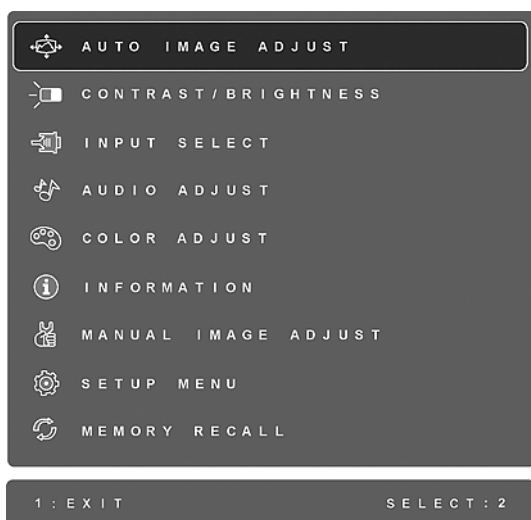 AUTO IMAGE ADJUST
CONTRAST/BRIGHTNESS
INPUT SELECT
AUDIO ADJUST
COLOR ADJUST
INFORMATION
MANUAL IMAGE ADJUST
SETUP MENU
MEMORY RECALL
1:EXIT SELECT:2